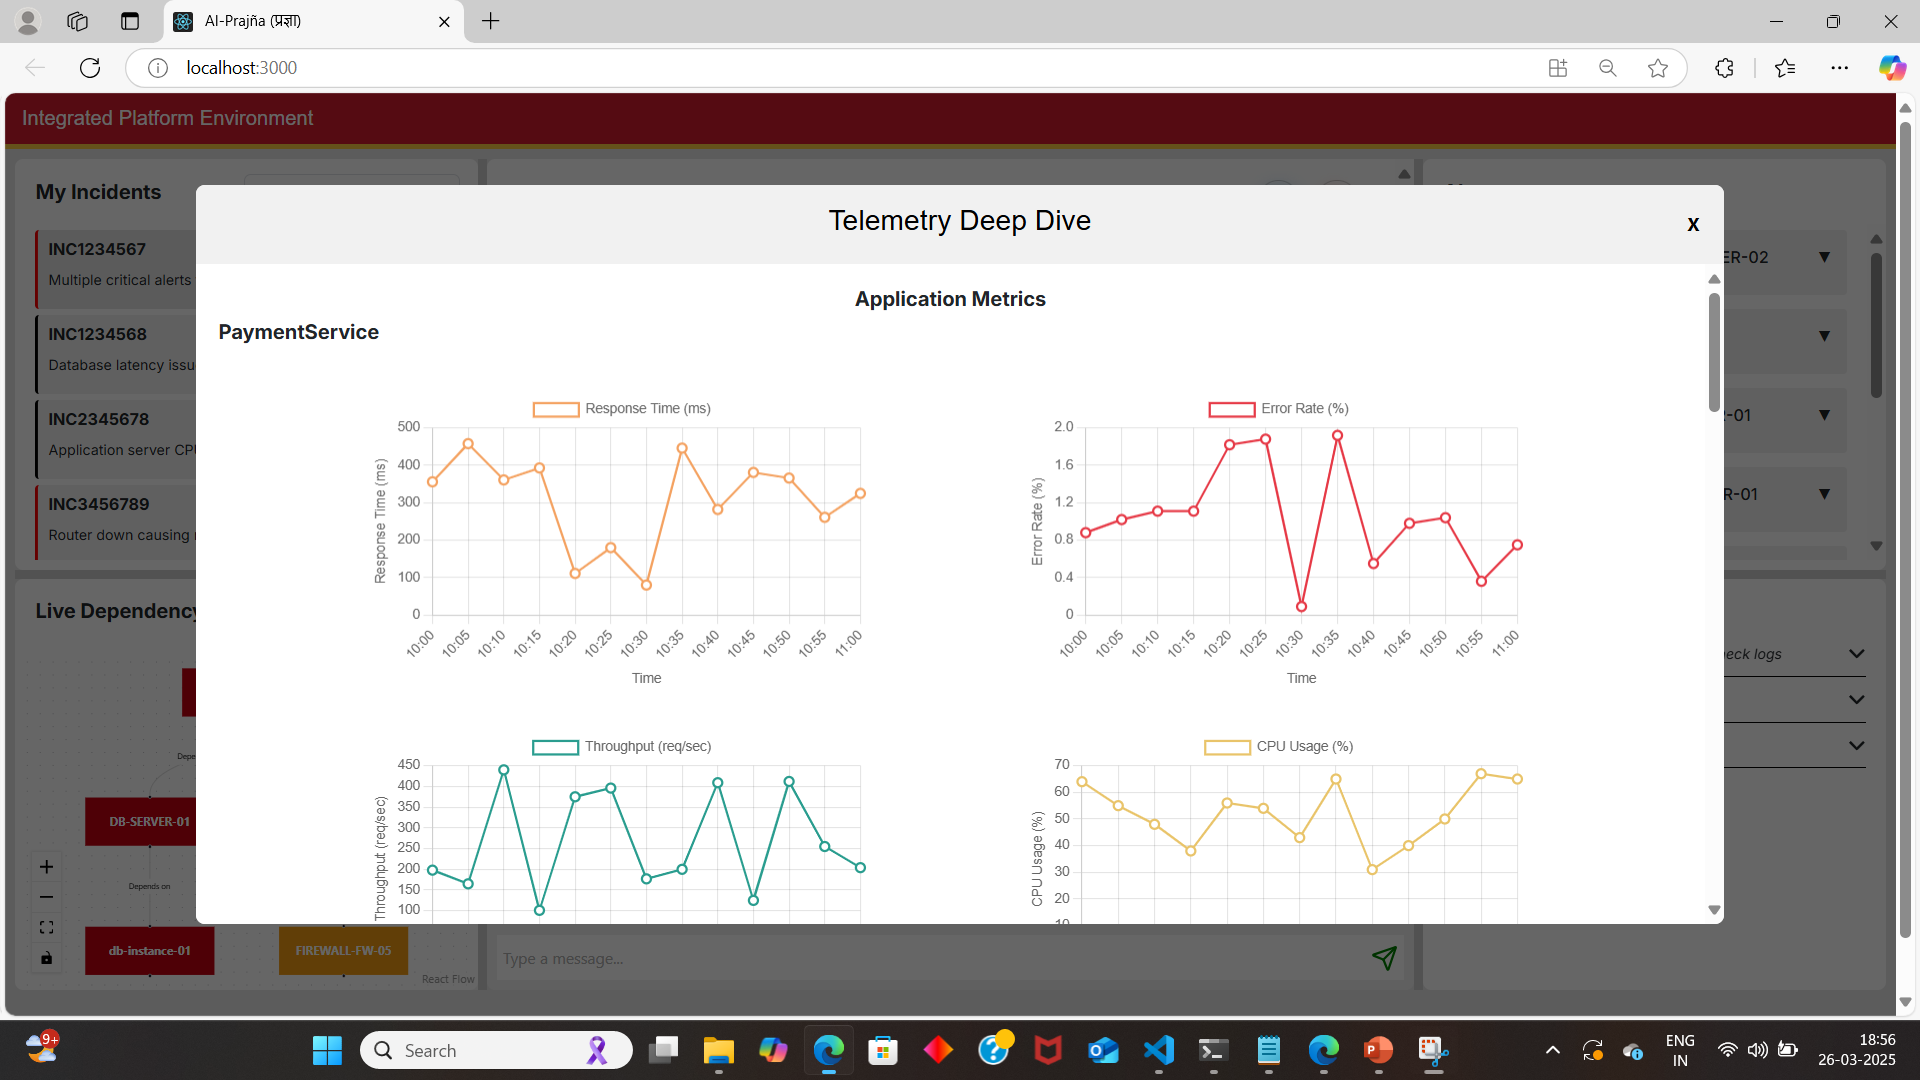 AI-Prajña (प्रज्ञा)
localhost:3000
Integrated Platform Environment
My Incidents
INC1234567
Multiple critical alerts
INC1234568
Database latency issu
INC2345678
Application server CP
INC3456789
Router down causing
Live Dependency
Depe
DB-SERVER-01
Depends on
db-instance-01
FIREWALL-FW-05
React Flow
Telemetry Deep Dive
X
Application Metrics
PaymentService
Response Time (ms)
500
400
300
200
100
0
Response Time (ms)
10:00 10:05 10:10 10:15 10:20 10:25 10:30 10:35 10:40 10:45 10:50 10:55 11:00
Time
Error Rate (%)
2.0
1.6
1.2
0.8
0.4
0
Error Rate (%)
10:00 10:05 10:10 10:15 10:20 10:25 10:30 10:35 10:40 10:45 10:50 10:55 11:00
Time
Throughput (req/sec)
450
400
350
300
250
200
150
100
Throughput (req/sec)
CPU Usage (%)
70
60
50
40
30
20
10
CPU Usage (%)
ER-02
-01
R-01
eck logs
Type a message...
9+
Search
ENG
IN
18:56
26-03-2025